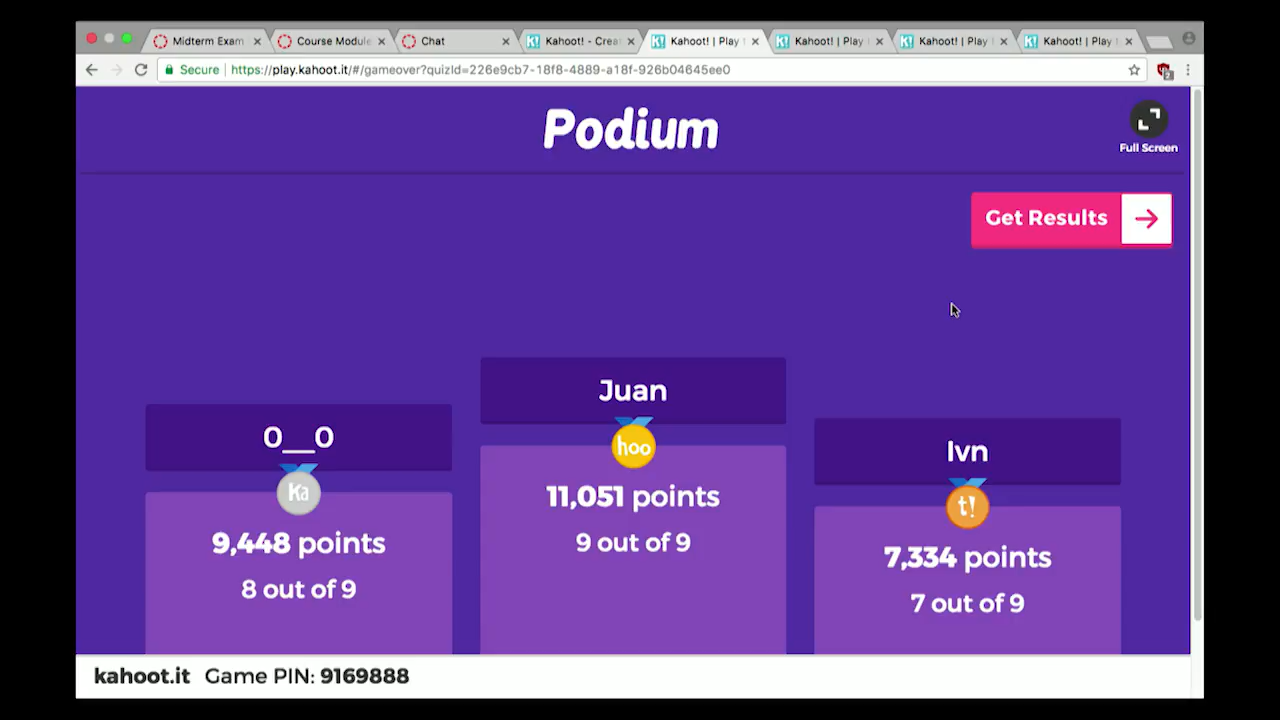 Midterm Exam
Course Module
Chat
Kahoot! - Crea
Kahoot! | Play t
Kahoot! | Play
Kahoot! | Play
Kahoot! | Play
Secure
https://play.kahoot.it/#/gameover?quizId=226e9cb7-18f8-4889-a18f-926b04645ee0
2
Podium
Full Screen
Get Results
Juan
hoo
11,051 points
9 out of 9
0__0
Ka
9,448 points
8 out of 9
Ivn
t!
7,334 points
7 out of 9
kahoot.it Game PIN: 9169888